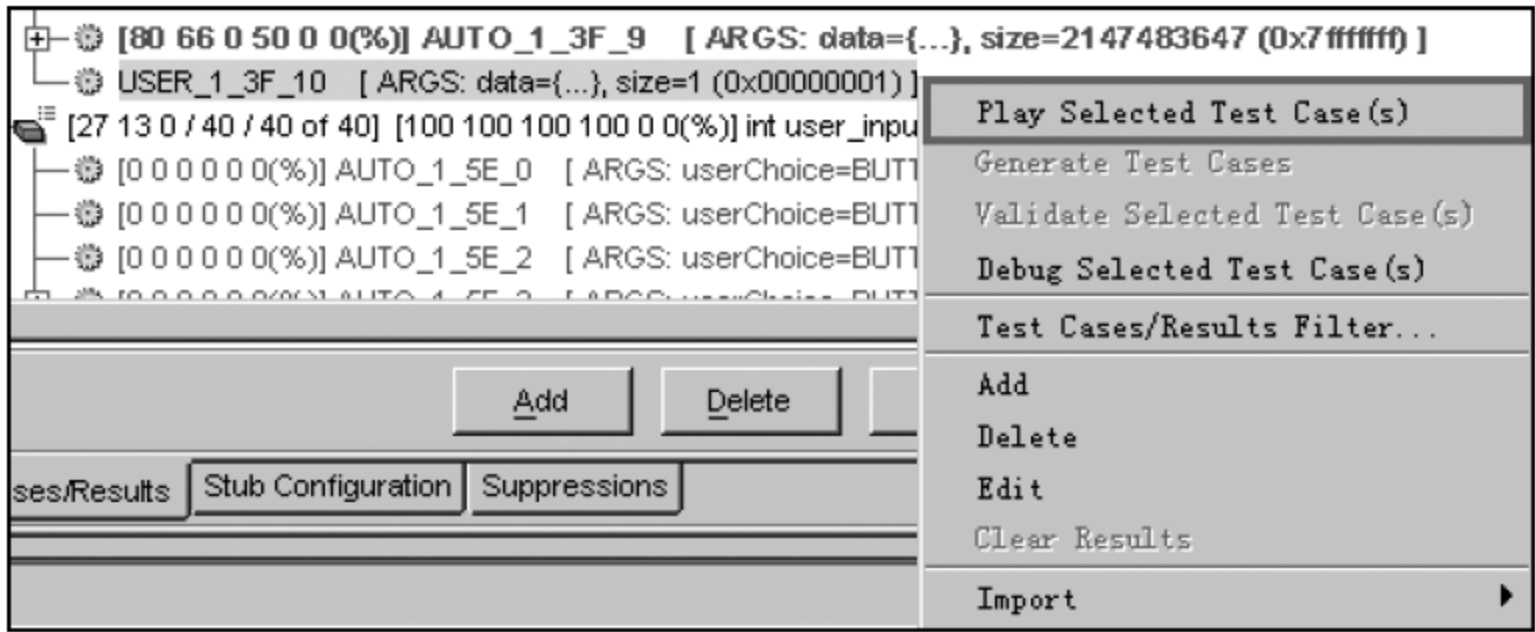 [80 66 0 50 0 0(%)] AUTO_1_3F_9 [ ARGS: data={...}, size=2147483647 (0x7fffffff) ]
USER_1_3F_10 [ ARGS: data={...}, size=1 (0x00000001) ]
[27 13 0 / 40 / 40 of 40] [100 100 100 100 0 0(%)] int user_inpu
[0 0 0 0 0 0(%)] AUTO_1_5E_0 [ ARGS: userChoice=BUTT
[0 0 0 0 0 0(%)] AUTO_1_5E_1 [ ARGS: userChoice=BUTT
[0 0 0 0 0 0(%)] AUTO_1_5E_2 [ ARGS: userChoice=BUTT
Play Selected Test Case(s)
Generate Test Cases
Validate Selected Test Case(s)
Debug Selected Test Case(s)
Test Cases/Results Filter...
Add
Delete
Edit
Clear Results
Import
Add Delete
ses/Results Stub Configuration Suppressions